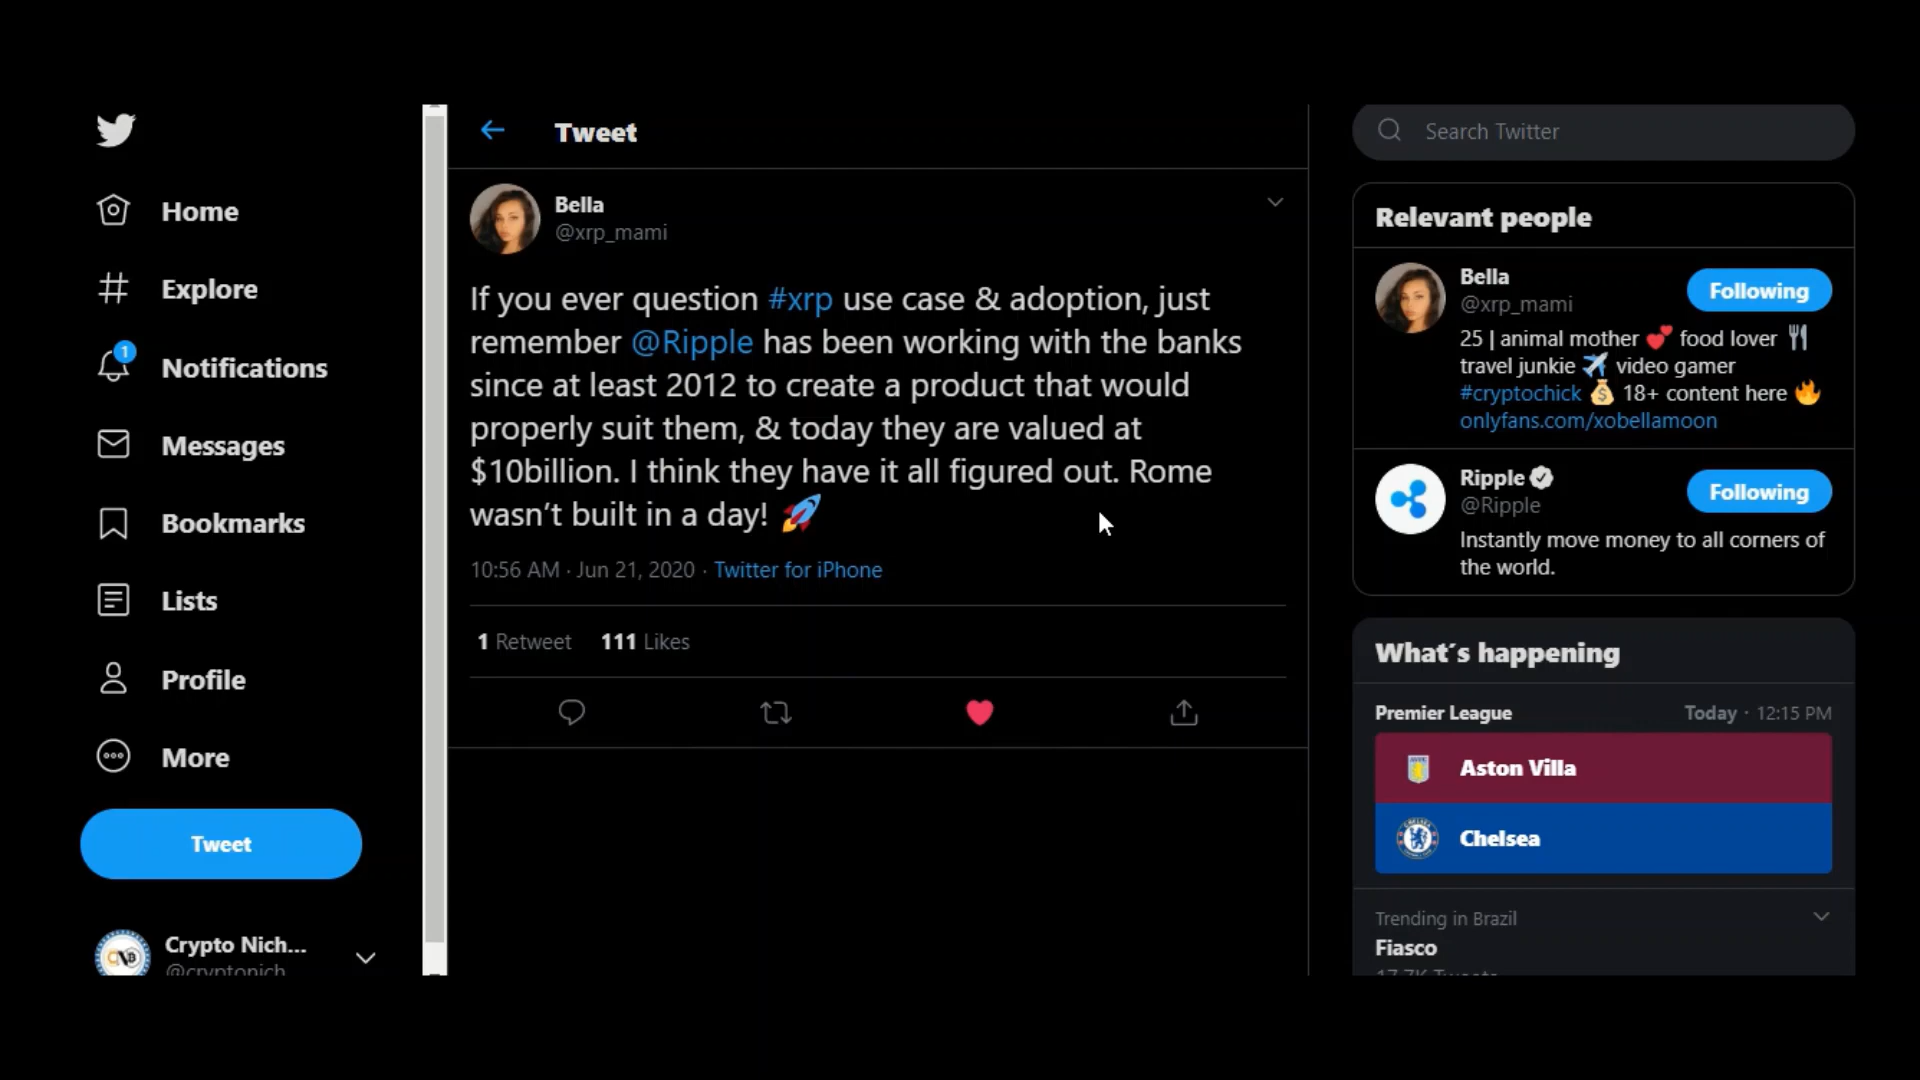 Home
Explore
1
Notifications
Messages
Bookmarks
Lists
Profile
More
Tweet
Crypto Nich...
@cryptonich
Tweet
Bella
@xrp_mami
If you ever question #xrp use case & adoption, just
remember @Ripple has been working with the banks
since at least 2012 to create a product that would
properly suit them, & today they are valued at
$10billion. I think they have it all figured out. Rome
wasn’t built in a day! 🚀
10:56 AM · Jun 21, 2020 · Twitter for iPhone
1 Retweet 111 Likes
Search Twitter
Relevant people
Bella
@xrp_mami
Following
25 | animal mother 💕 food lover 🍴
travel junkie ✈️ video gamer
#cryptochick 💰 18+ content here 🔥
onlyfans.com/xobellamoon
Ripple
@Ripple
Following
Instantly move money to all corners of
the world.
What´s happening
Premier League Today · 12:15 PM
Aston Villa
Chelsea
Trending in Brazil
Fiasco
17.7K Tweets